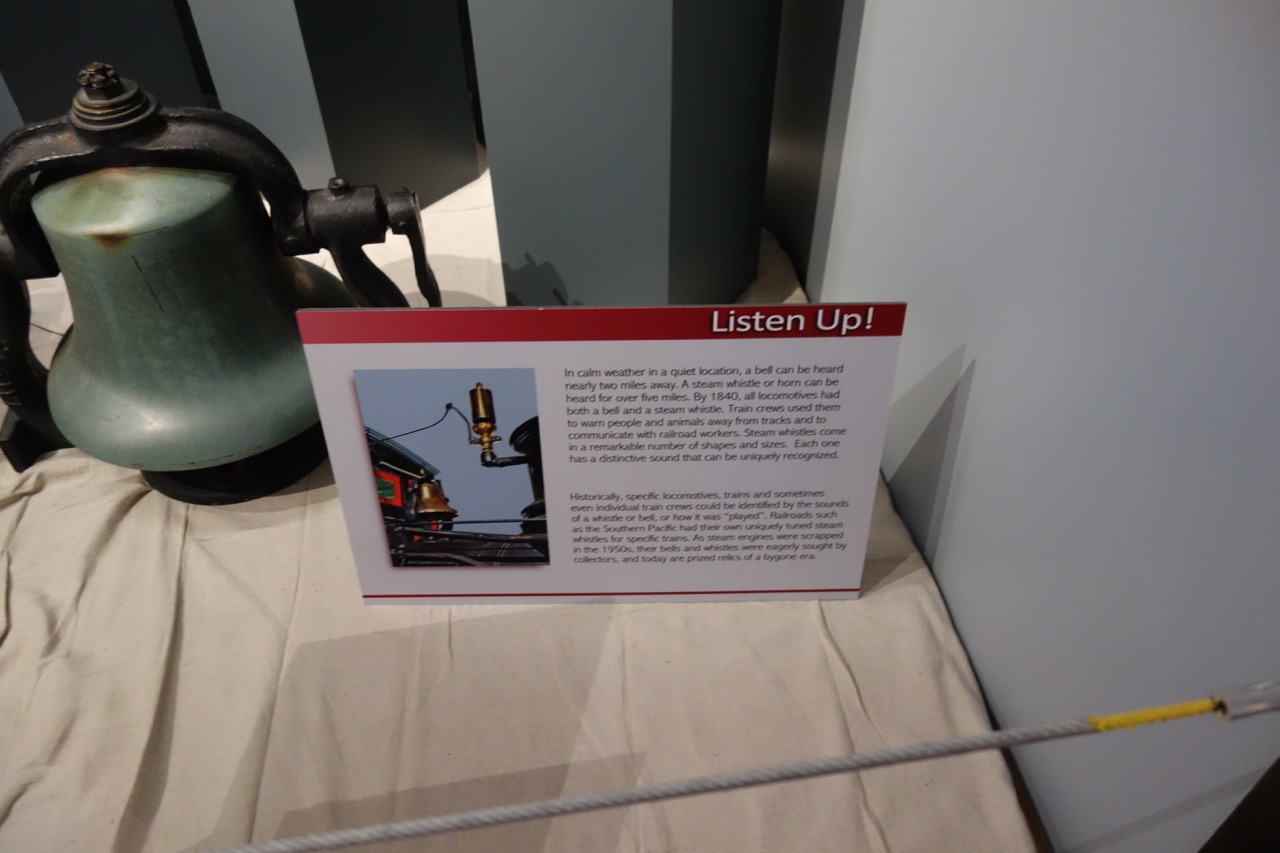 Listen Up!
In calm weather in a quiet location, a bell can be heard
nearly two miles away. A steam whistle or horn can be
heard for over five miles. By 1840, all locomotives had
both a bell and a steam whistle. Train crews used them
to warn people and animals away from tracks and to
communicate with railroad workers. Steam whistles come
in a remarkable number of shapes and sizes. Each one
has a distinctive sound that can be uniquely recognized.
Historically, specific locomotives, trains and sometimes
even individual train crews could be identified by the sounds
of a whistle or bell, or how it was "played". Railroads such
as the Southern Pacific had their own uniquely tuned steam
whistles for specific trains. As steam engines were scrapped
in the 1950s, their bells and whistles were eagerly sought by
collectors, and today are prized relics of a bygone era.